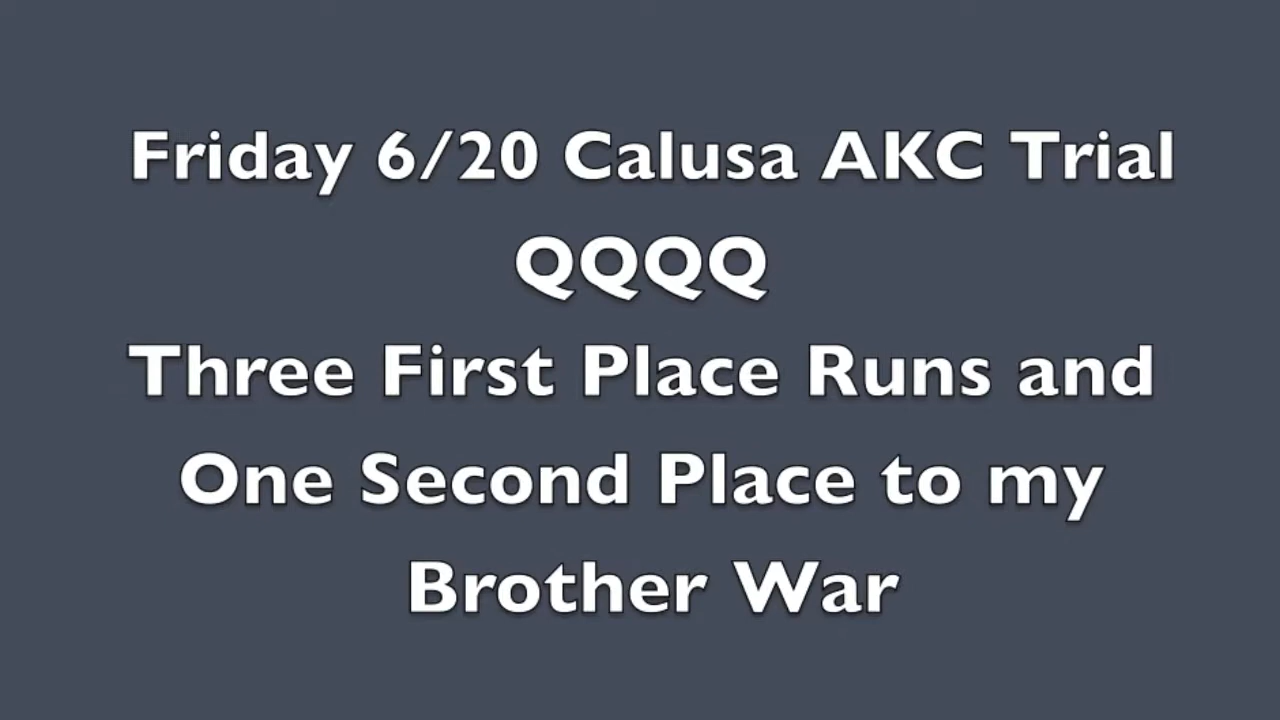 Friday 6/20 Calusa AKC Trial
QQQQ
Three First Place Runs and
One Second Place to my
Brother War